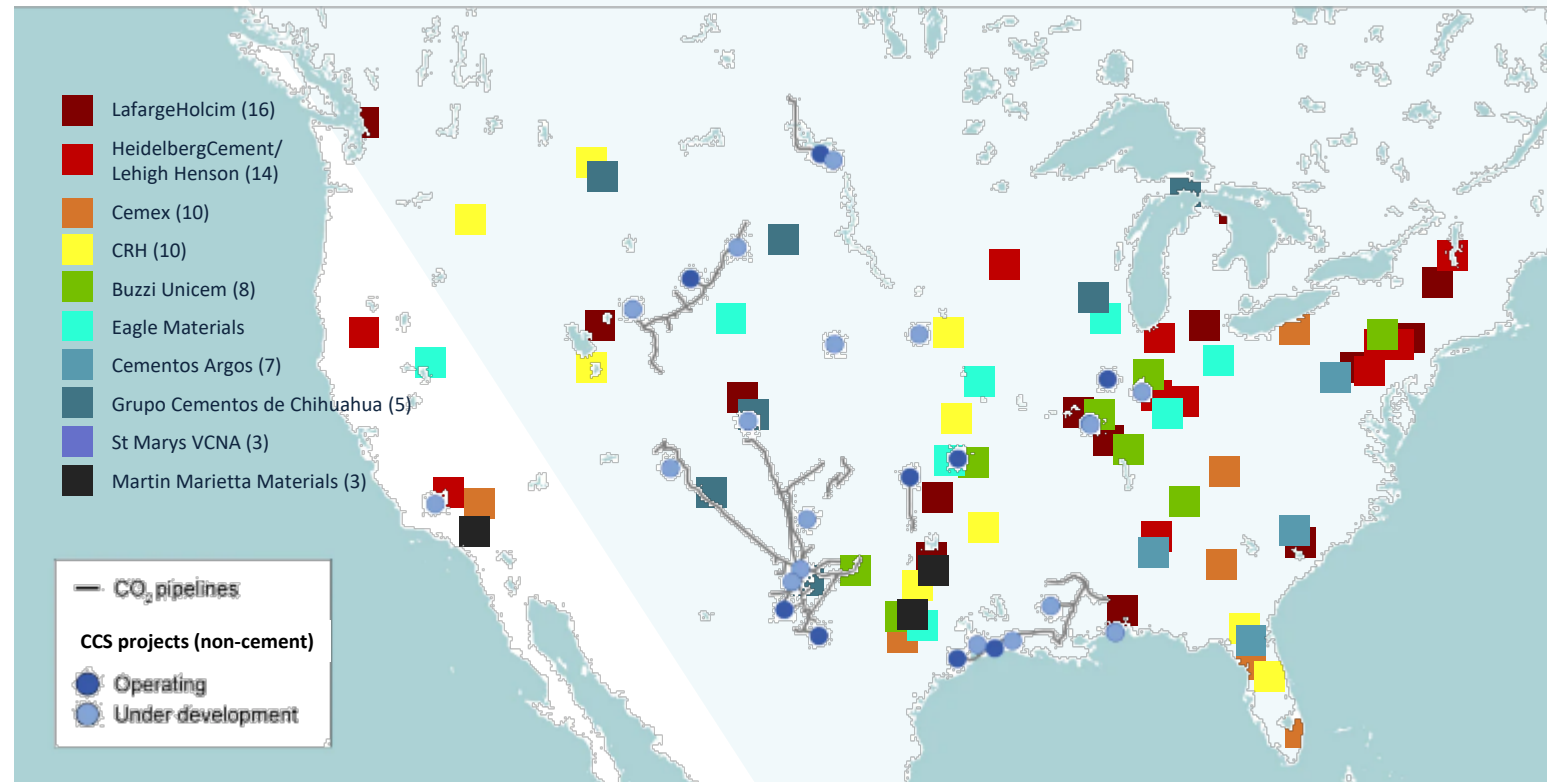 LafargeHolcim (16)
HeidelbergCement/
Lehigh Henson (14)
Cemex (10)
CRH (10)
Buzzi Unicem (8)
Eagle Materials
Cementos Argos (7)
Grupo Cementos de Chihuahua (5)
St Marys VCNA (3)
Martin Marietta Materials (3)
CO₂ pipelines
CCS projects (non-cement)
Operating
Under development